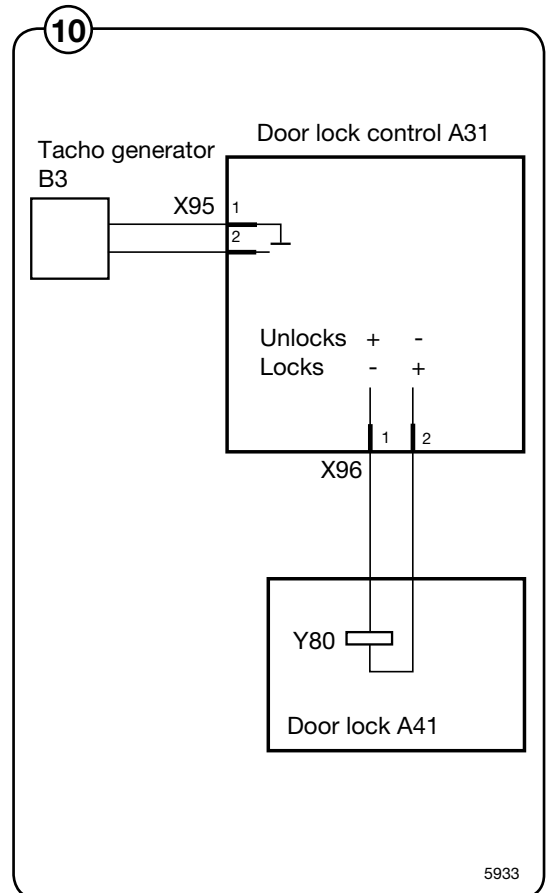 10
Door lock control A31
Tacho generator
B3
X95
1
2
Unlocks + -
Locks - +
1 2
X96
Y80
Door lock A41
5933